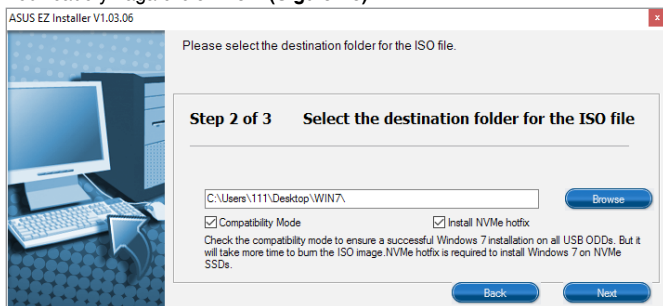 ASUS EZ Installer V1.03.06
x
Please select the destination folder for the ISO file.
Step 2 of 3 Select the destination folder for the ISO file
C:\Users\111\Desktop\WIN7\
Browse
Compatibility Mode Install NVMe hotfix
Check the compatibility mode to ensure a successful Windows 7 installation on all USB ODDs. But it
will take more time to burn the ISO image.NVMe hotfix is required to install Windows 7 on NVMe
SSDs.
Back Next